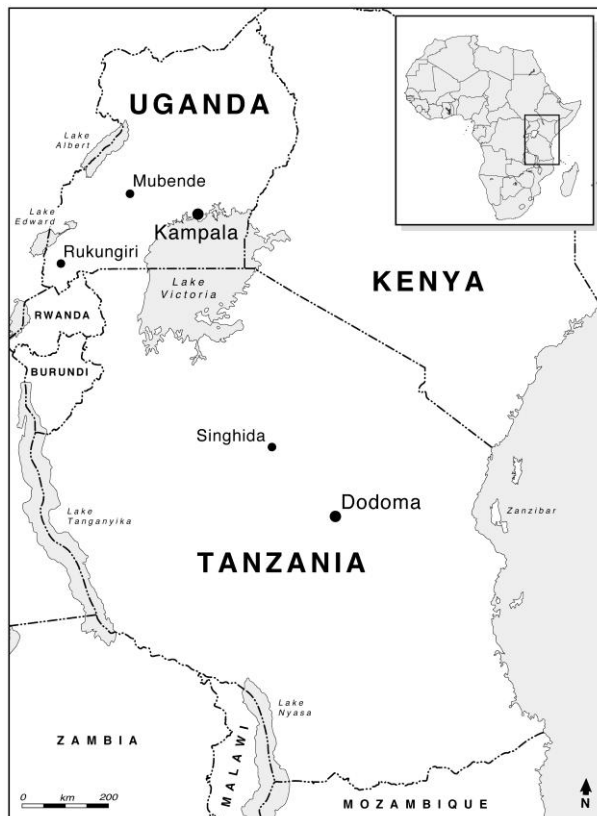 UGANDA
Lake
Albert
Mubende
Lake
Edward
Kampala
Rukungiri
Lake
Victoria
KENYA
RWANDA
BURUNDI
Singhida
Dodoma
Zanzibar
Lake
Tanganyika
TANZANIA
Lake
Nyasa
ZAMBIA
MALAWI
MOZAMBIQUE
0 km 200
N